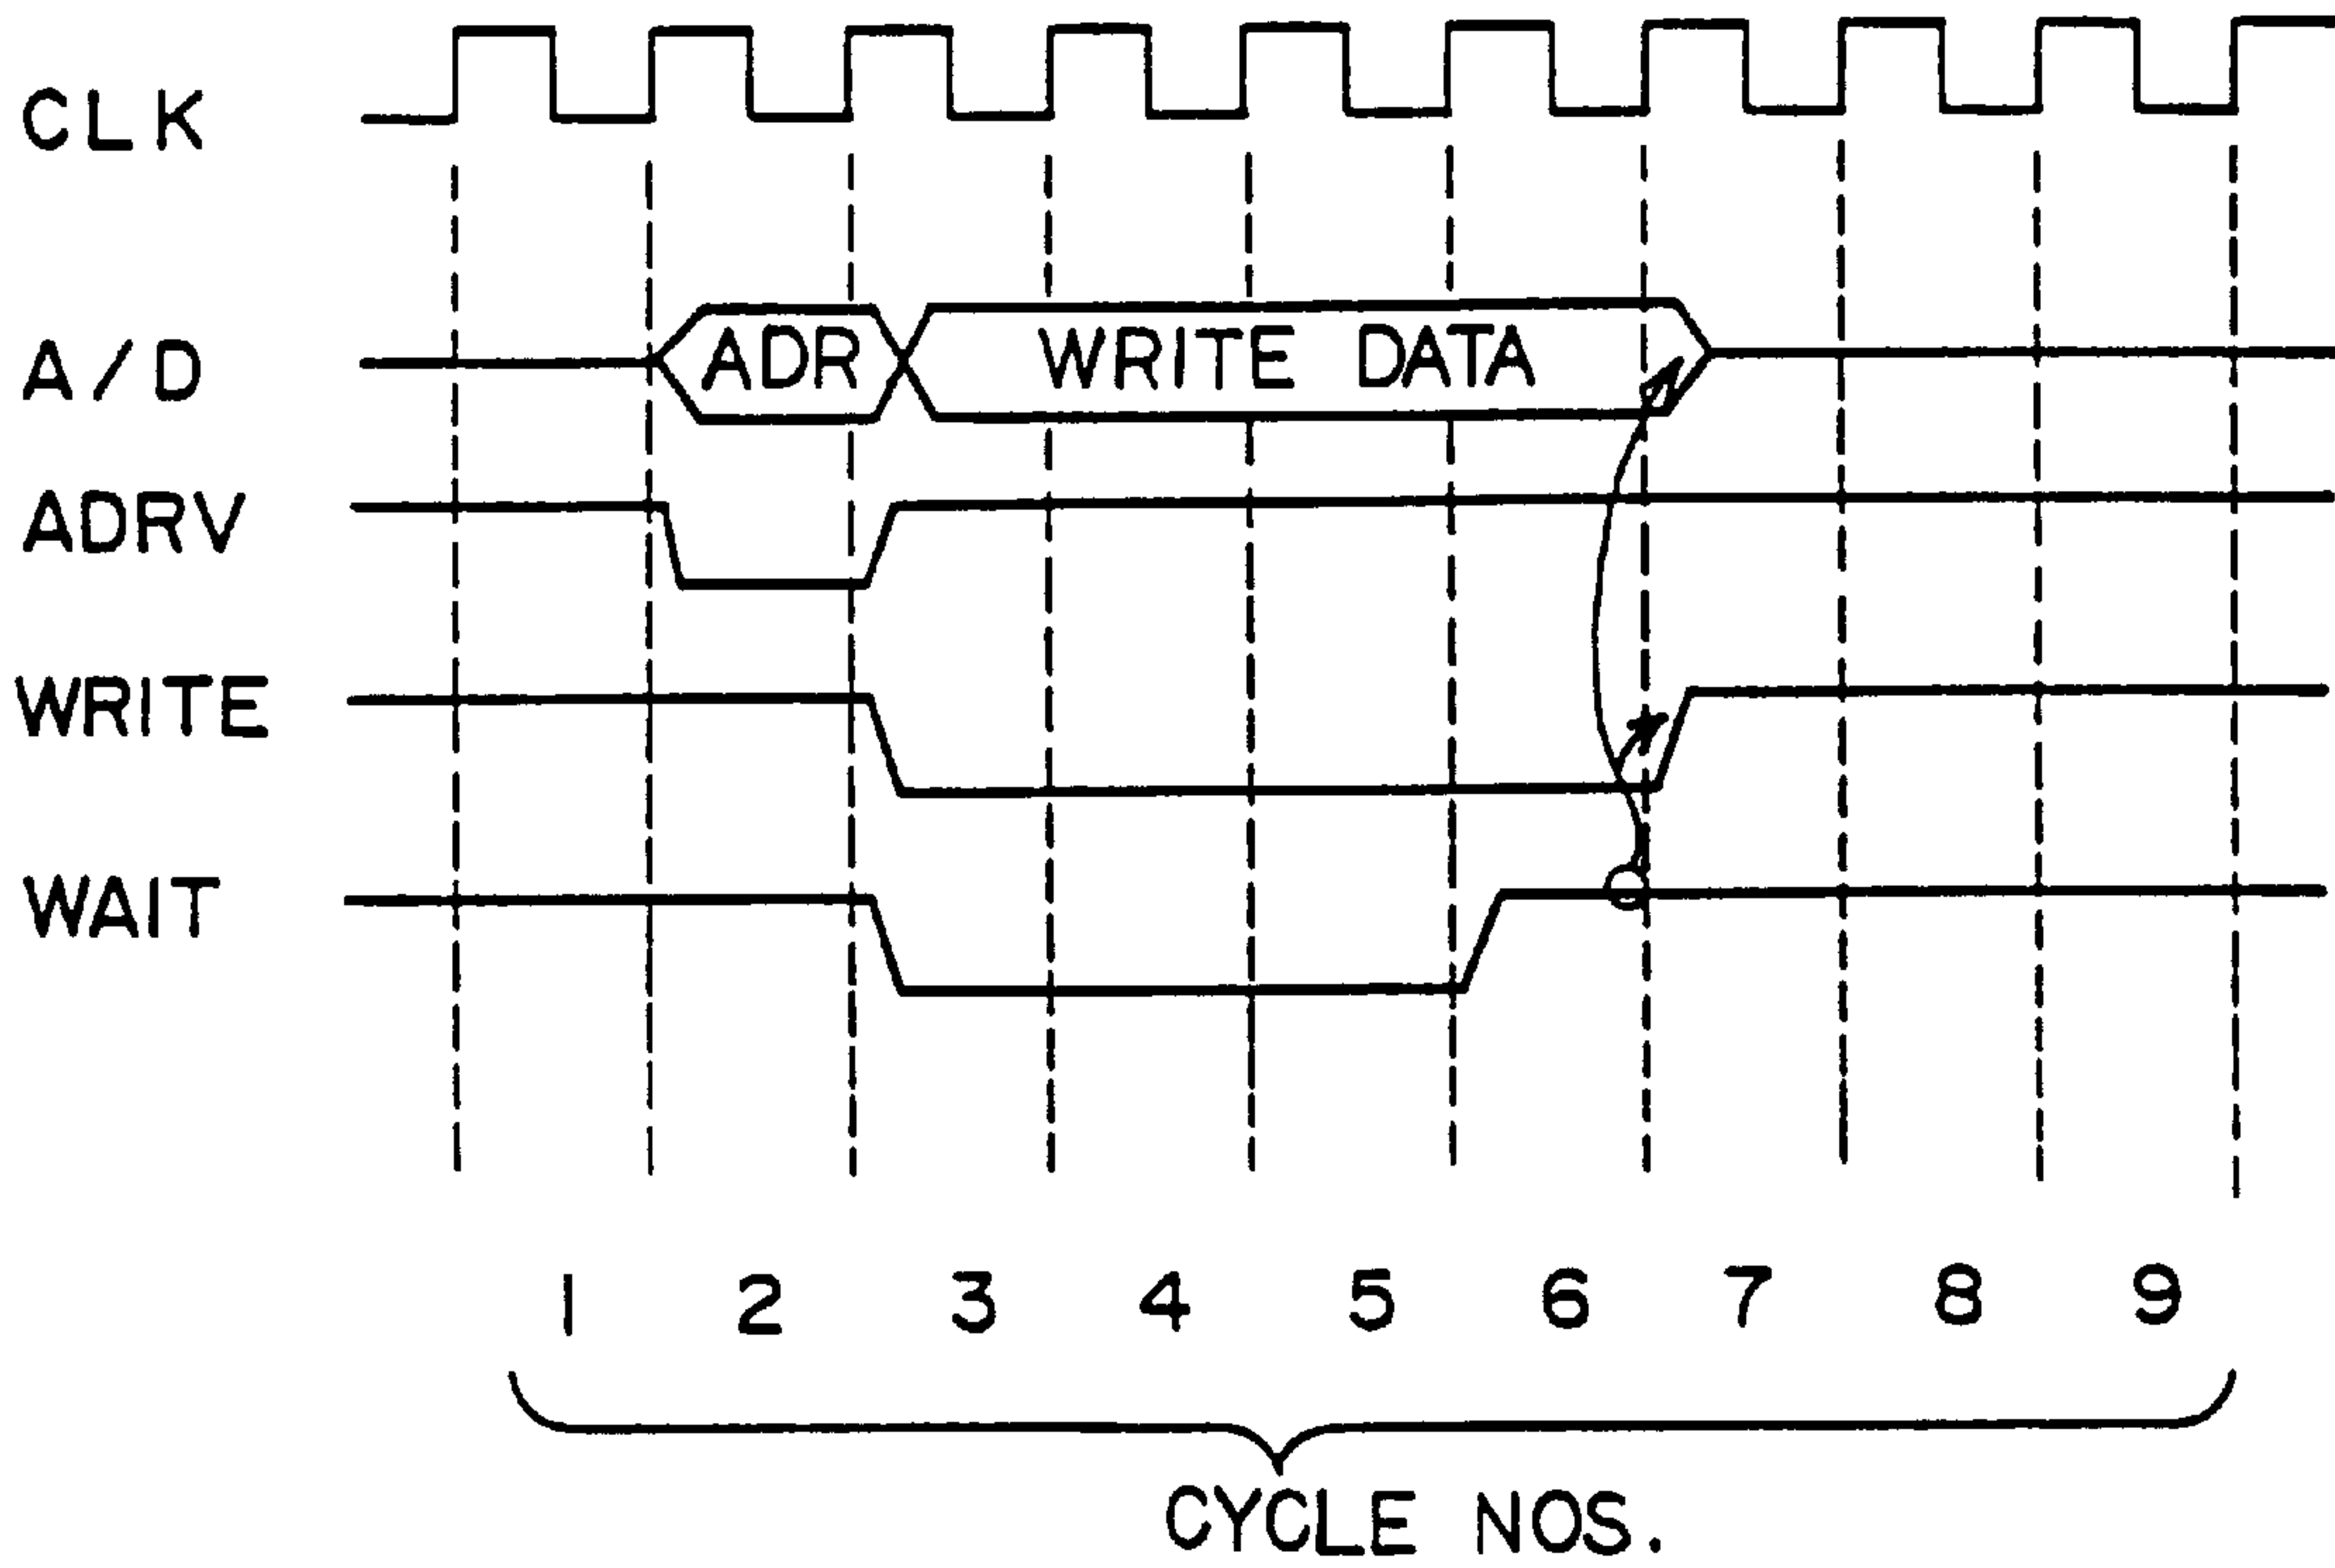 CLK
A/D ADR WRITE DATA
ADRV
WRITE
WAIT
1 2 3 4 5 6 7 8 9
CYCLE NOS.